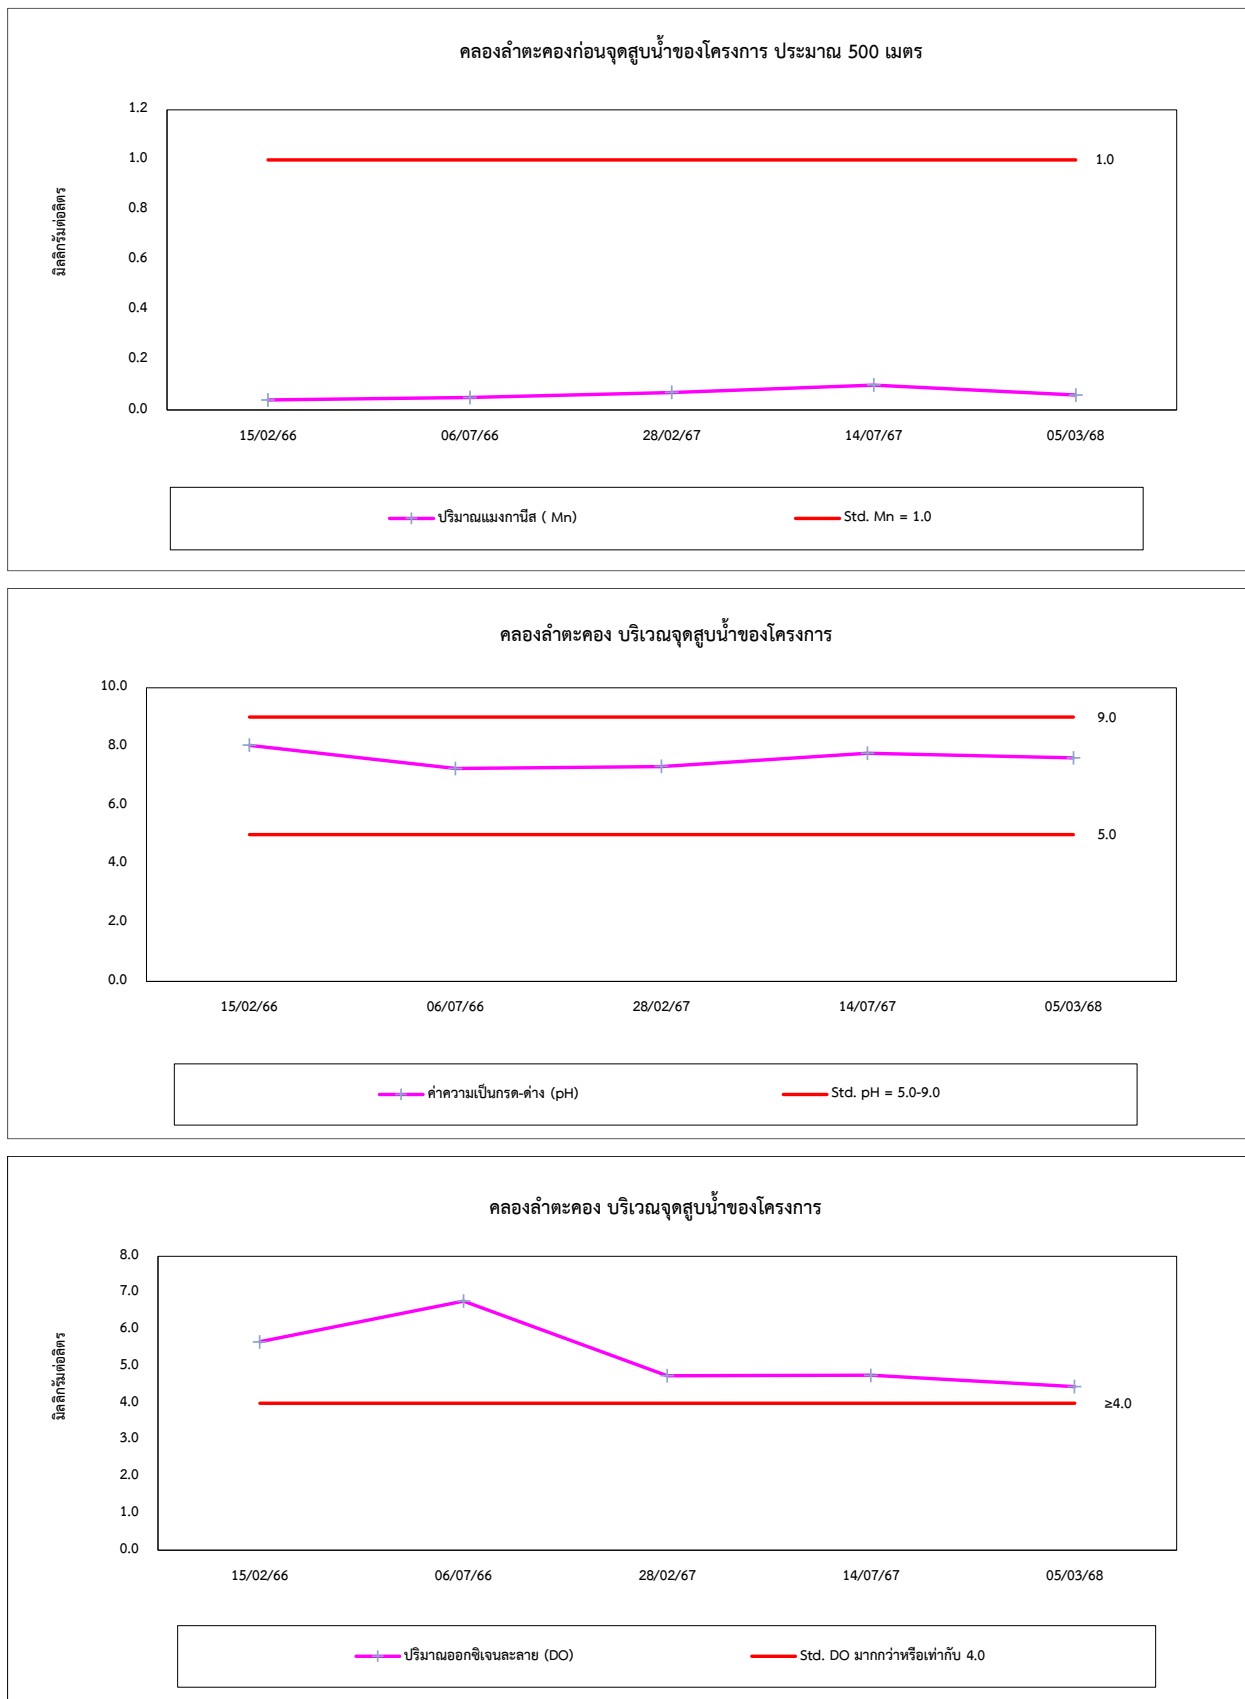 คลองลำตะคองก่อนจุดสูบน้ำของโครงการ ประมาณ 500 เมตร
มิลลิกรัมต่อลิตร
1.2
1.0
0.8
0.6
0.4
0.2
0.0
1.0
15/02/66 06/07/66 28/02/67 14/07/67 05/03/68
ปริมาณแมงกานีส ( Mn) Std. Mn = 1.0
คลองลำตะคอง บริเวณจุดสูบน้ำของโครงการ
10.0
8.0
6.0
4.0
2.0
0.0
9.0
5.0
15/02/66 06/07/66 28/02/67 14/07/67 05/03/68
ค่าความเป็นกรด-ด่าง (pH) Std. pH = 5.0-9.0
คลองลำตะคอง บริเวณจุดสูบน้ำของโครงการ
มิลลิกรัมต่อลิตร
8.0
7.0
6.0
5.0
4.0
3.0
2.0
1.0
0.0
≥4.0
15/02/66 06/07/66 28/02/67 14/07/67 05/03/68
ปริมาณออกซิเจนละลาย (DO) Std. DO มากกว่าหรือเท่ากับ 4.0